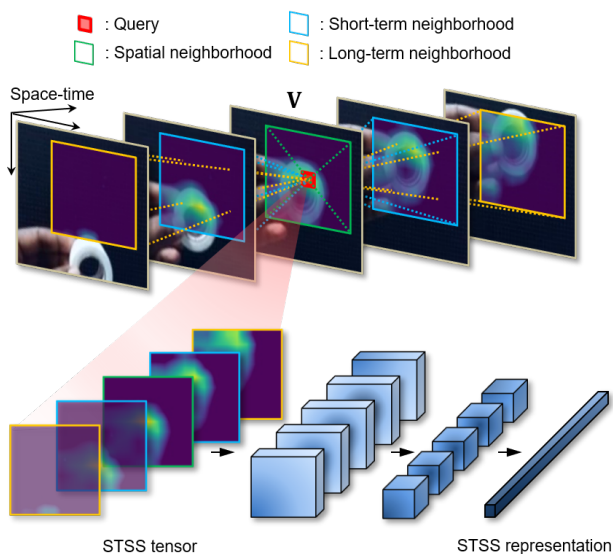 : Query
: Short-term neighborhood
: Spatial neighborhood
: Long-term neighborhood
Space-time
V
STSS tensor
STSS representation